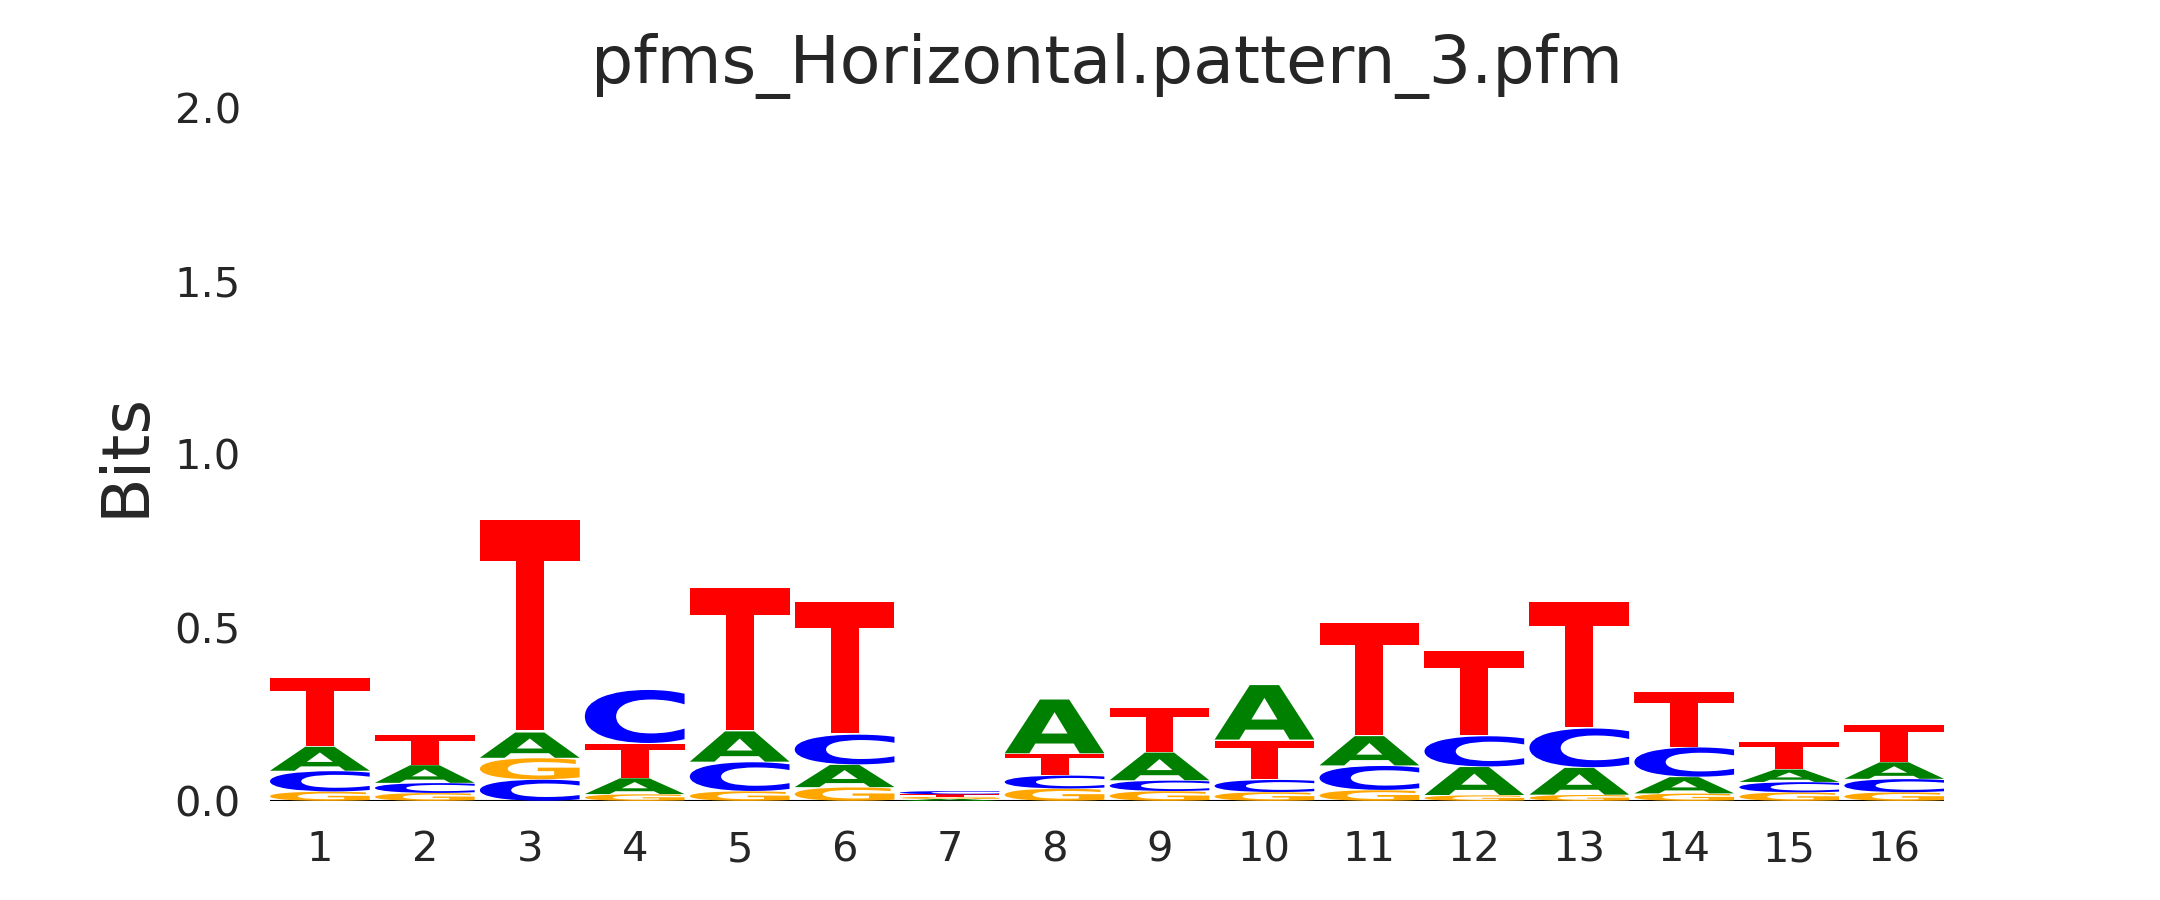 pfms_Horizontal.pattern_3.pfm
2.0
1.5
1.0
0.5
0.0
Bits
T T T C T T C A T A T T T T T T
A A A T A C T T A T A C C C A A
C C G A C A G C C C C A A A C C
G G C G G G A G G G G G G G G G
1 2 3 4 5 6 7 8 9 10 11 12 13 14 15 16